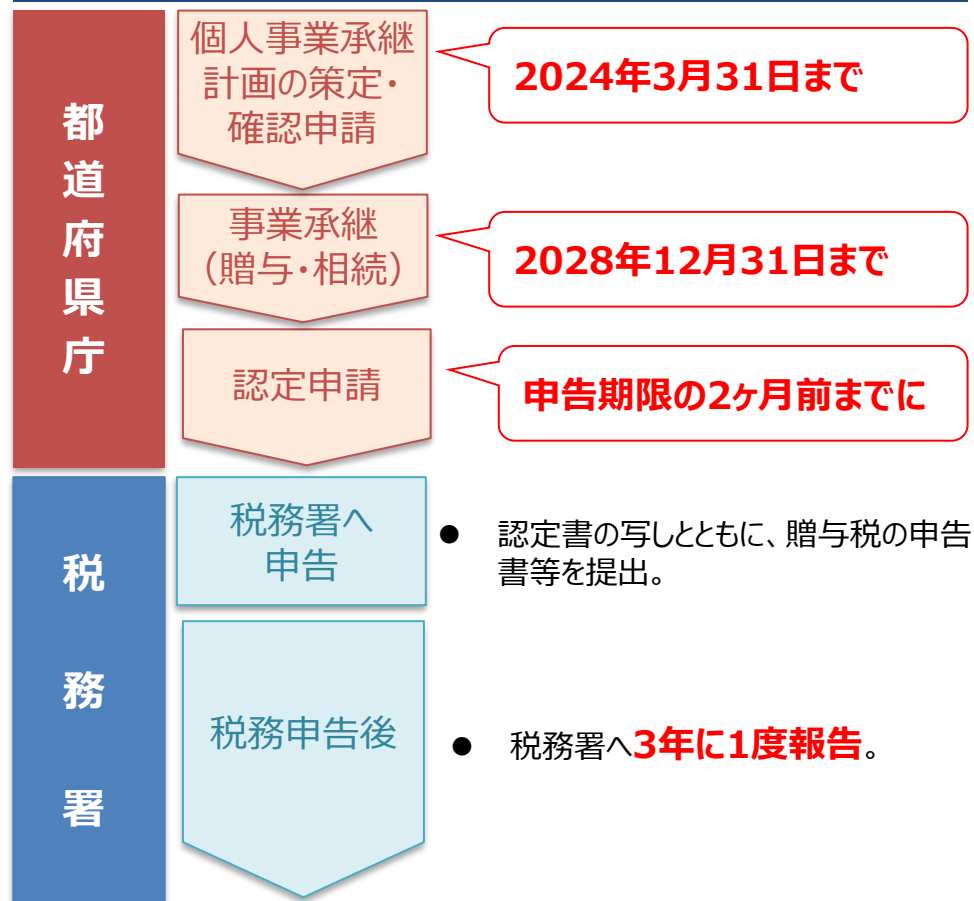 都道府県庁
個人事業承継
計画の策定・
確認申請
2024年3月31日まで
事業承継
（贈与・相続）
2028年12月31日まで
認定申請
申告期限の2ヶ月前までに
税務署
税務署へ
申告
● 認定書の写しとともに、贈与税の申告
書等を提出。
税務申告後
● 税務署へ3年に1度報告。